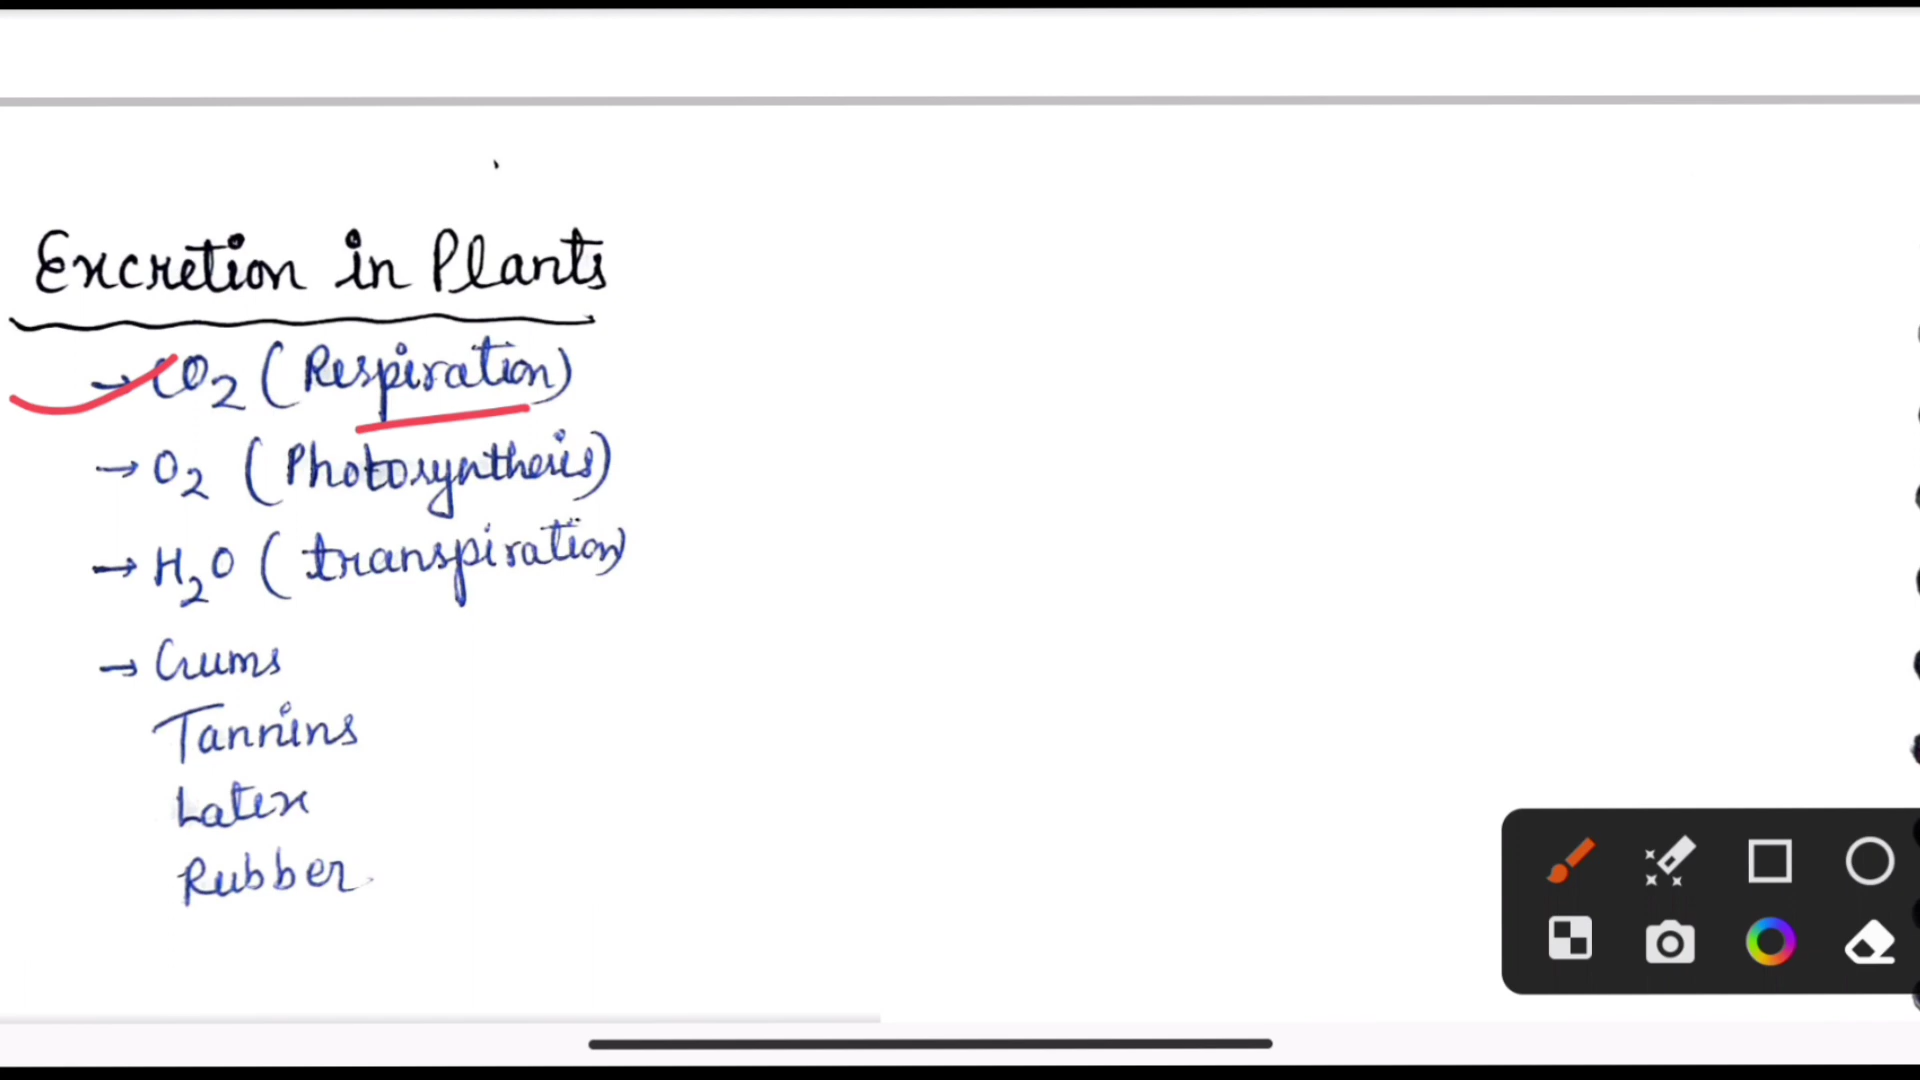 Excretion in Plants
→ CO2 (Respiration)
→ O2 (Photosynthesis)
→ H2O (transpiration)
→ Gums
Tannins
Latex
Rubber